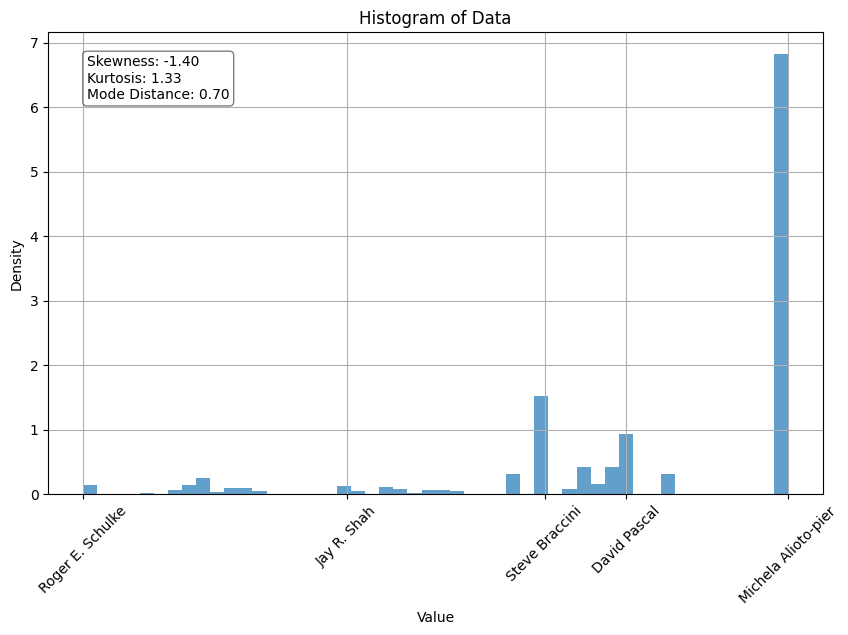 Histogram of Data
Skewness: -1.40
Kurtosis: 1.33
Mode Distance: 0.70
7
6
5
4
3
2
1
0
Density
Roger E. Schulke
Jay R. Shah
Steve Braccini
David Pascal
Michela Alioto-pier
Value